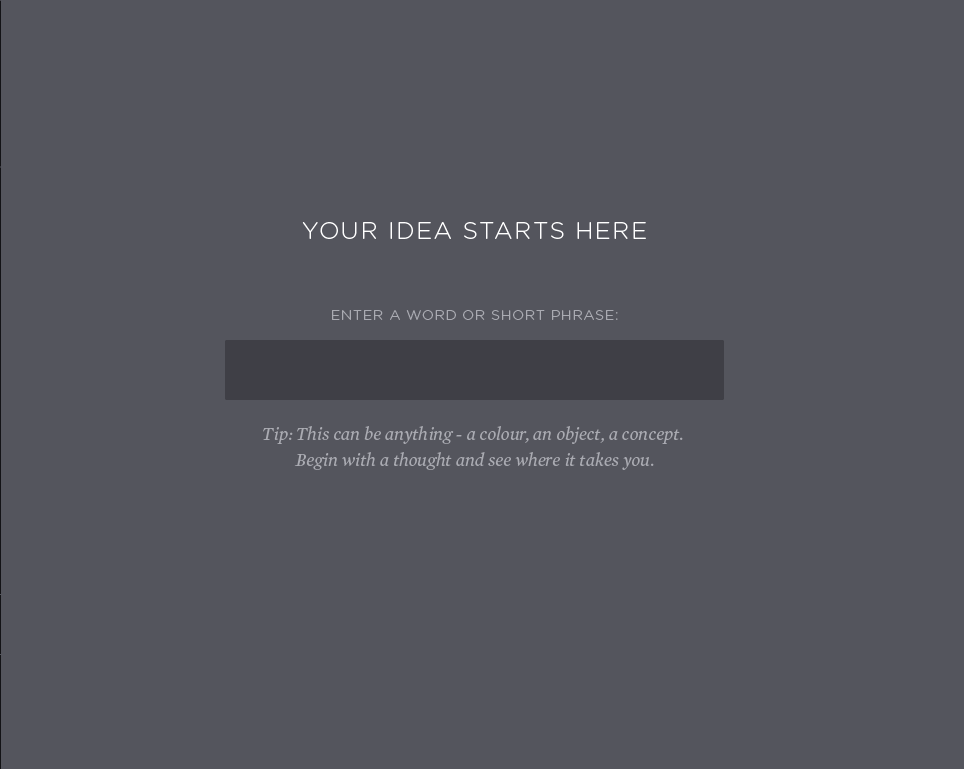 YOUR IDEA STARTS HERE
ENTER A WORD OR SHORT PHRASE:
Tip: This can be anything - a colour, an object, a concept.
Begin with a thought and see where it takes you.